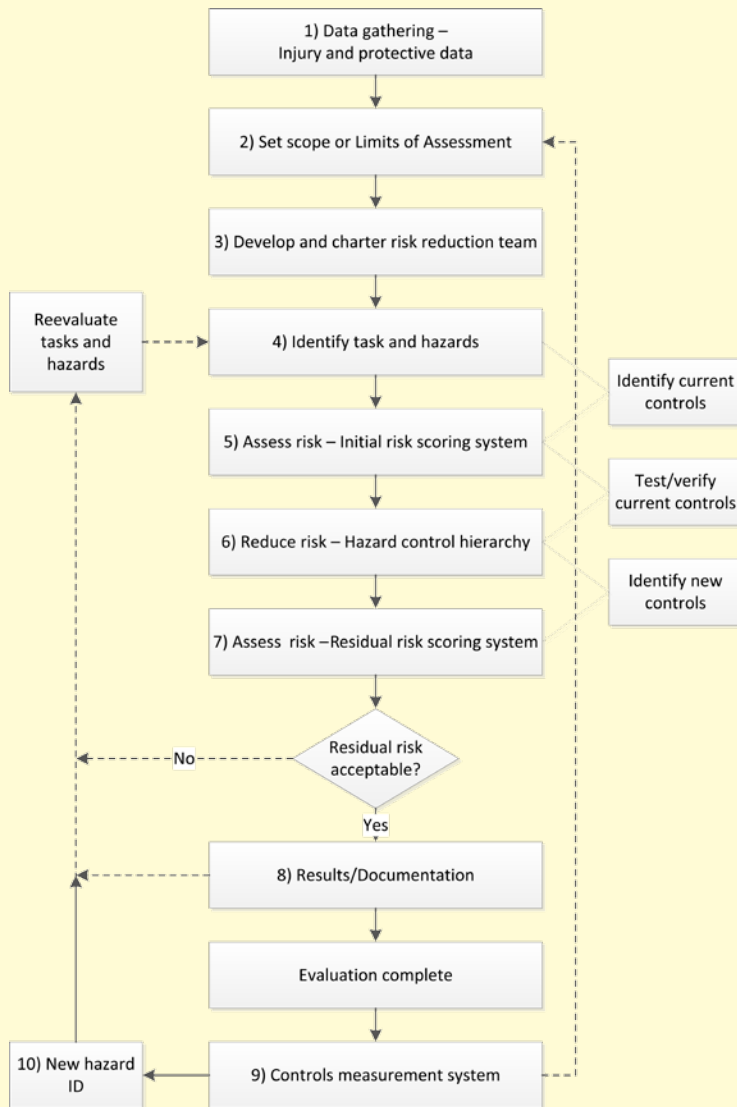 1) Data gathering –
Injury and protective data
2) Set scope or Limits of Assessment
3) Develop and charter risk reduction team
Reevaluate
tasks and
hazards
4) Identify task and hazards
Identify current
controls
5) Assess risk – Initial risk scoring system
Test/verify
current controls
6) Reduce risk – Hazard control hierarchy
Identify new
controls
7) Assess  risk –Residual risk scoring system
Residual risk
acceptable?
No
Yes
8) Results/Documentation
Evaluation complete
10) New hazard
ID
9) Controls measurement system